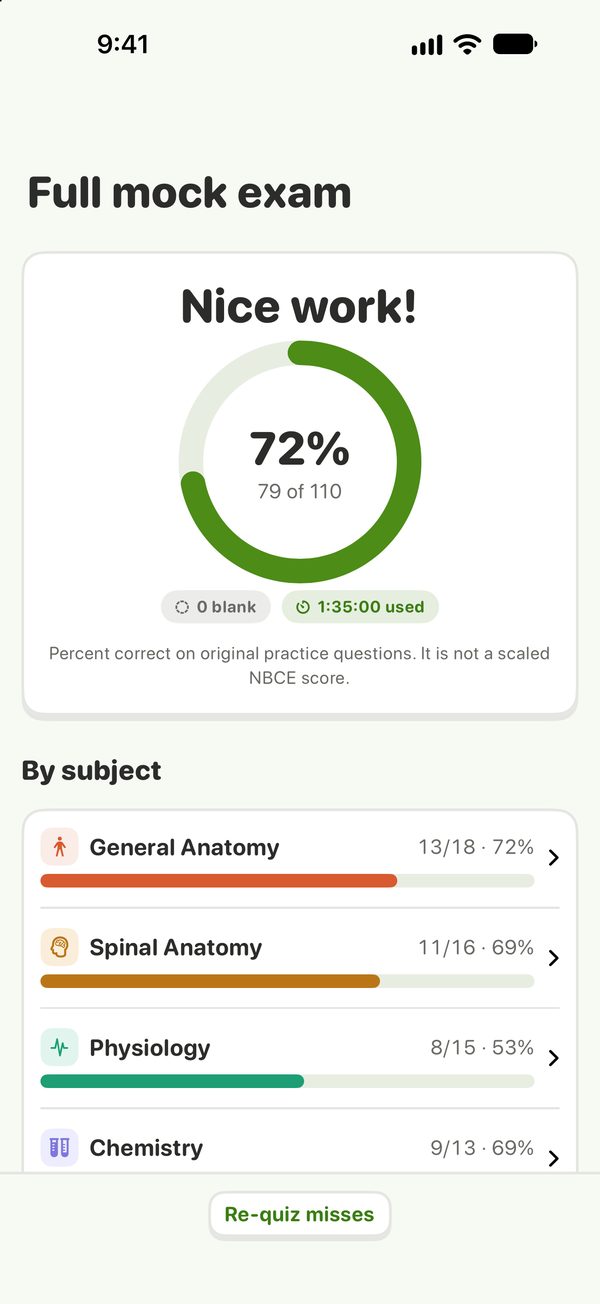 9:41
Full mock exam
Nice work!
72%
79 of 110
0 blank
1:35:00 used
Percent correct on original practice questions. It is not a scaled
NBCE score.
By subject
General Anatomy 13/18 · 72%
Spinal Anatomy 11/16 · 69%
Physiology 8/15 · 53%
Chemistry 9/13 · 69%
Re-quiz misses